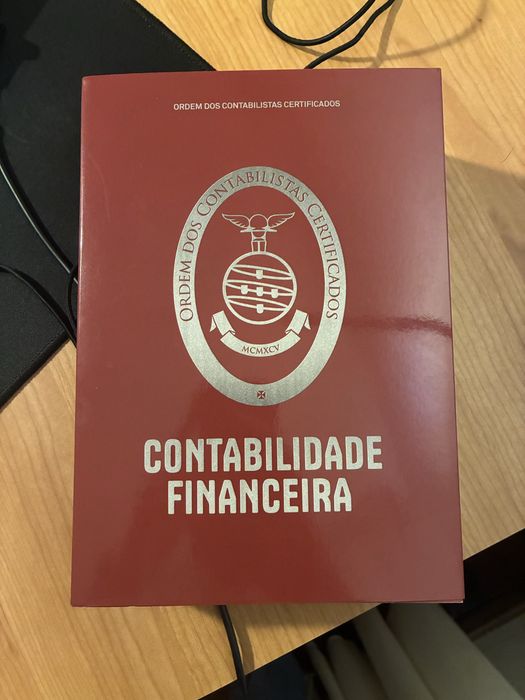 ORDEM DOS CONTABILISTAS CERTIFICADOS
ORDEM DOS CONTABILISTAS CERTIFICADOS
MCMXCV
CONTABILIDADE
FINANCEIRA